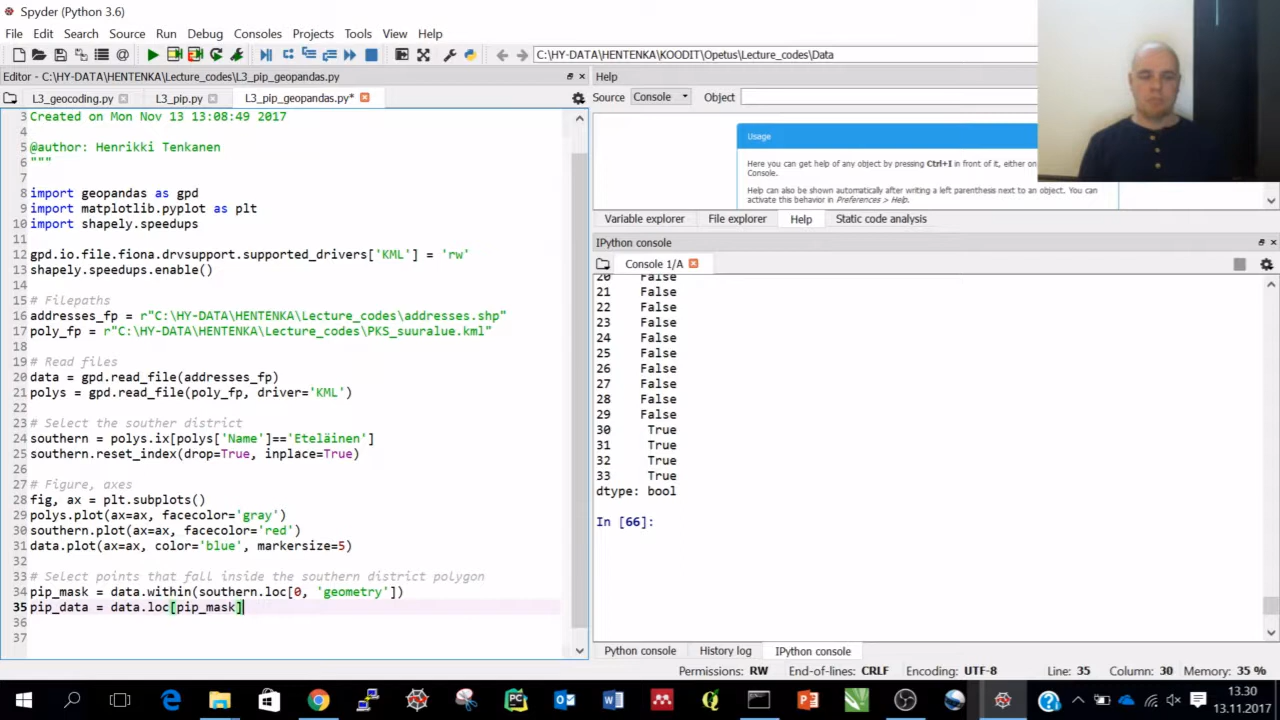 Spyder (Python 3.6)
File Edit Search Source Run Debug Consoles Projects Tools View Help
C:\HY-DATA\HENTENKA\KOODIT\Opetus\Lecture_codes\Data
Editor - C:\HY-DATA\HENTENKA\Lecture_codes\L3_pip_geopandas.py
L3_geocoding.py L3_pip.py L3_pip_geopandas.py*
3 Created on Mon Nov 13 13:08:49 2017
4
5 @author: Henrikki Tenkanen
6 """
7
8 import geopandas as gpd
9 import matplotlib.pyplot as plt
10 import shapely.speedups
11
12 gpd.io.file.fiona.drvsupport.supported_drivers['KML'] = 'rw'
13 shapely.speedups.enable()
14
15 # Filepaths
16 addresses_fp = r"C:\HY-DATA\HENTENKA\Lecture_codes\addresses.shp"
17 poly_fp = r"C:\HY-DATA\HENTENKA\Lecture_codes\PKS_suuralue.kml"
18
19 # Read files
20 data = gpd.read_file(addresses_fp)
21 polys = gpd.read_file(poly_fp, driver='KML')
22
23 # Select the souther district
24 southern = polys.ix[polys['Name']=='Eteläinen']
25 southern.reset_index(drop=True, inplace=True)
26
27 # Figure, axes
28 fig, ax = plt.subplots()
29 polys.plot(ax=ax, facecolor='gray')
30 southern.plot(ax=ax, facecolor='red')
31 data.plot(ax=ax, color='blue', markersize=5)
32
33 # Select points that fall inside the southern district polygon
34 pip_mask = data.within(southern.loc[0, 'geometry'])
35 pip_data = data.loc[pip_mask]
36
37
Help
Source Console Object
Usage
Here you can get help of any object by pressing Ctrl+I in front of it, either on
Console.
Help can also be shown automatically after writing a left parenthesis next to an object. You can
activate this behavior in Preferences > Help.
Variable explorer File explorer Help Static code analysis
IPython console
Console 1/A
20 False
21 False
22 False
23 False
24 False
25 False
26 False
27 False
28 False
29 False
30 True
31 True
32 True
33 True
dtype: bool
In [66]:
Python console History log IPython console
Permissions: RW End-of-lines: CRLF Encoding: UTF-8 Line: 35 Column: 30 Memory: 35 %
13.30
13.11.2017